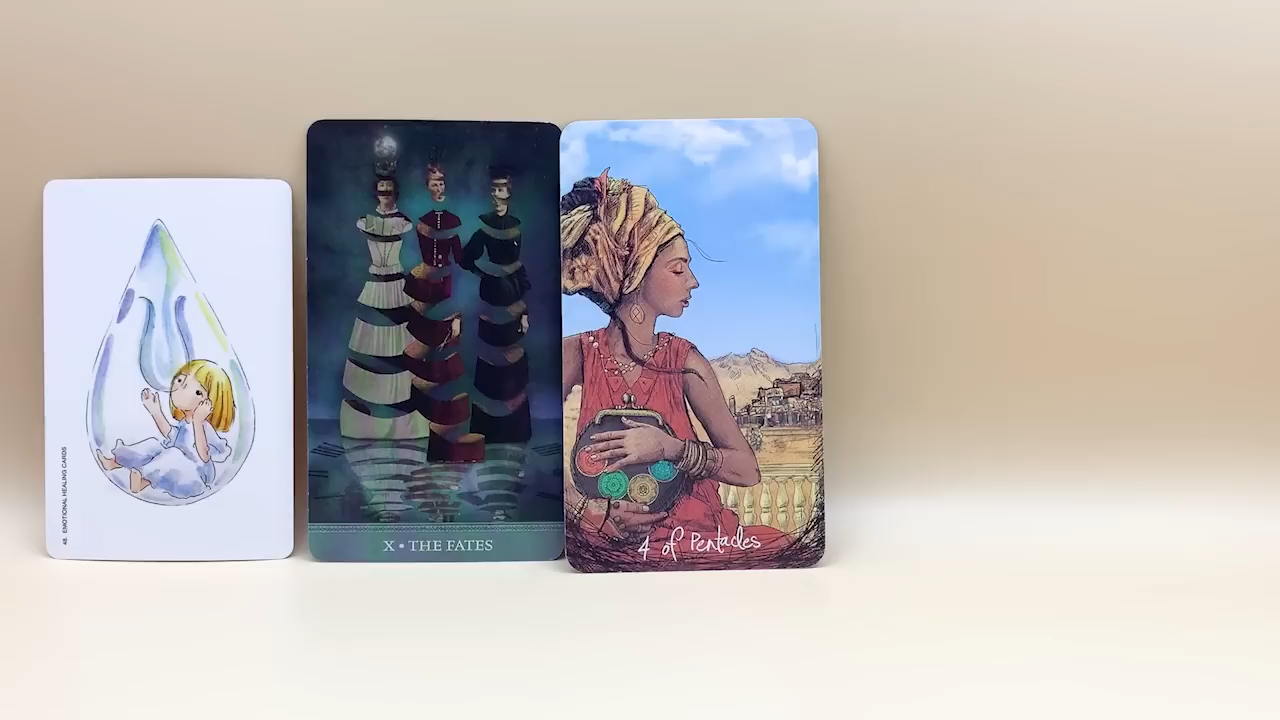 48. EMOTIONAL HEALING CARDS
X • THE FATES
4 of Pentacles